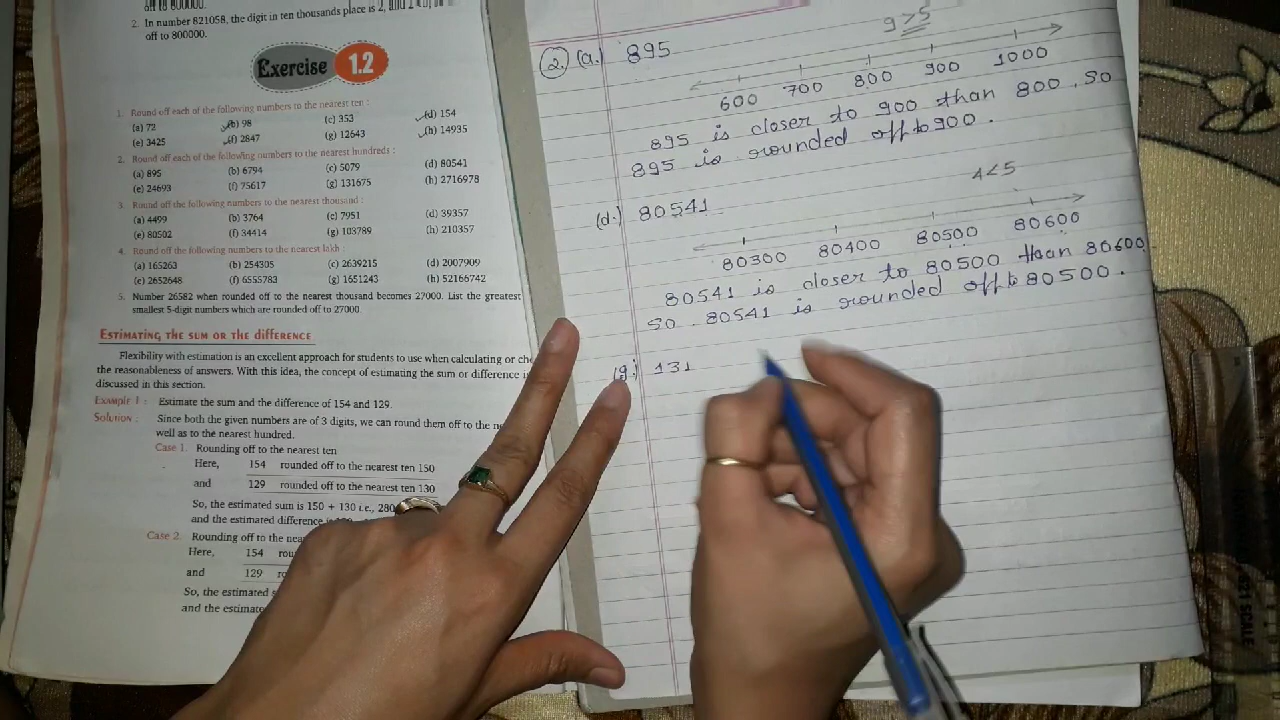 2. In number 821058, the digit in ten thousands place is 2,
off to 800000.
Exercise 1.2
1. Round off each of the following numbers to the nearest ten :
(a) 72 (b) 98 (c) 353 (d) 154
(e) 3425 (f) 2847 (g) 12643 (h) 14935
2. Round off each of the following numbers to the nearest hundreds :
(a) 895 (b) 6794 (c) 5079 (d) 80541
(e) 24693 (f) 75617 (g) 131675 (h) 2716978
3. Round off the following numbers to the nearest thousand :
(a) 4499 (b) 3764 (c) 7951 (d) 39357
(e) 80502 (f) 34414 (g) 103789 (h) 210357
4. Round off the following numbers to the nearest lakh :
(a) 165263 (b) 254305 (c) 2639215 (d) 2007909
(e) 2652648 (f) 6555783 (g) 1651243 (h) 52166742
5. Number 26582 when rounded off to the nearest thousand becomes 27000. List the greatest
smallest 5-digit numbers which are rounded off to 27000.
ESTIMATING THE SUM OR THE DIFFERENCE
Flexibility with estimation is an excellent approach for students to use when calculating or
the reasonableness of answers. With this idea, the concept of estimating the sum or difference
discussed in this section.
EXAMPLE 1 : Estimate the sum and the difference of 154 and 129.
Solution : Since both the given numbers are of 3 digits, we can round them off to the
well as to the nearest hundred.
Case 1. Rounding off to the nearest ten
Here, 154 rounded off to the nearest ten 150
and 129 rounded off to the nearest ten 130
So, the estimated sum is 150 + 130 i.e., 280
and the estimated difference
Case 2. Rounding off to the
Here, 154
and 129
So, the estimated
and the
2. (a.) 895
9 > 5
600 700 800 900 1000
895 is closer to 900 than 800. So
895 is rounded off to 900.
(d.) 80541
4 < 5
80300 80400 80500 80600
80541 is closer to 80500 than 80600.
So. 80541 is rounded off to 80500.
(g.) 131
SCALE